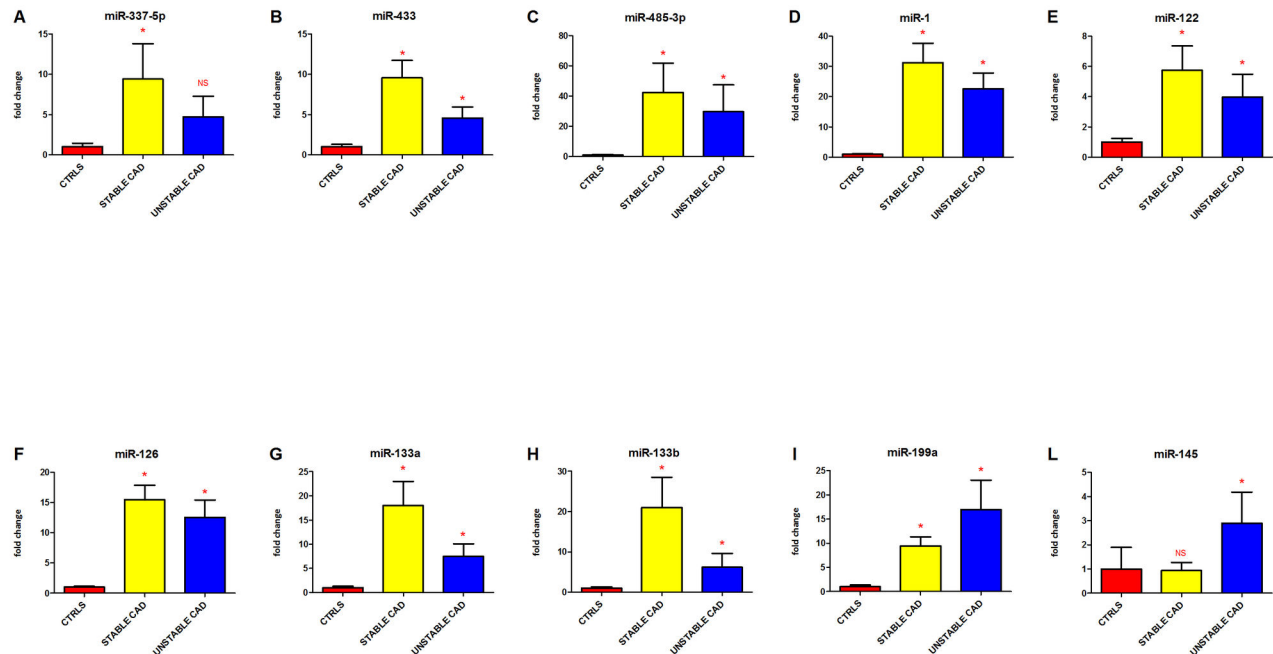 A
miR-337-5p
fold change
15
10
5
0
*
NS
CTRLS
STABLE CAD
UNSTABLE CAD
B
miR-433
fold change
15
10
5
0
*
*
CTRLS
STABLE CAD
UNSTABLE CAD
C
miR-485-3p
fold change
80
60
40
20
0
*
*
CTRLS
STABLE CAD
UNSTABLE CAD
D
miR-1
fold change
40
30
20
10
0
*
*
CTRLS
STABLE CAD
UNSTABLE CAD
E
miR-122
fold change
8
6
4
2
0
*
*
CTRLS
STABLE CAD
UNSTABLE CAD
F
miR-126
fold change
20
15
10
5
0
*
*
CTRLS
STABLE CAD
UNSTABLE CAD
G
miR-133a
fold change
25
20
15
10
5
0
*
*
CTRLS
STABLE CAD
UNSTABLE CAD
H
miR-133b
fold change
30
20
10
0
*
*
CTRLS
STABLE CAD
UNSTABLE CAD
I
miR-199a
fold change
25
20
15
10
5
0
*
*
CTRLS
STABLE CAD
UNSTABLE CAD
L
miR-145
fold change
5
4
3
2
1
0
NS
*
CTRLS
STABLE CAD
UNSTABLE CAD